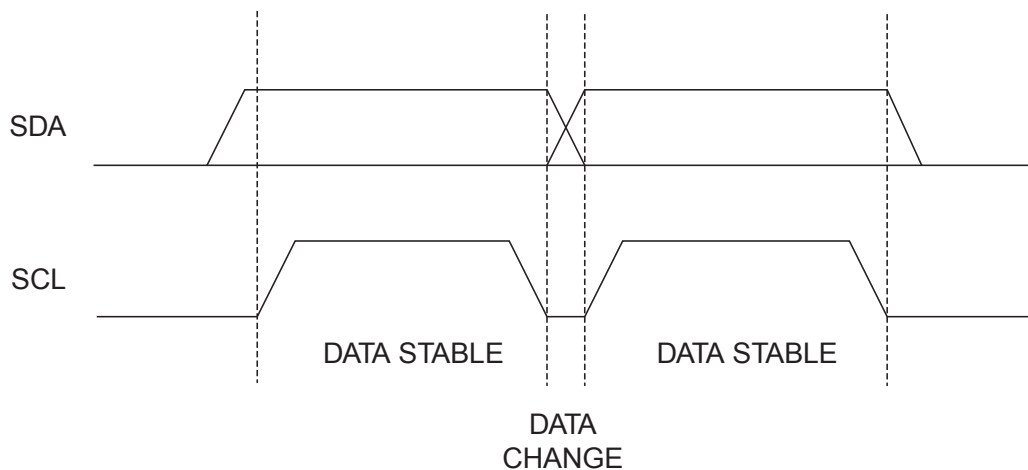 SDA
SCL
DATA STABLE
DATA STABLE
DATA
CHANGE